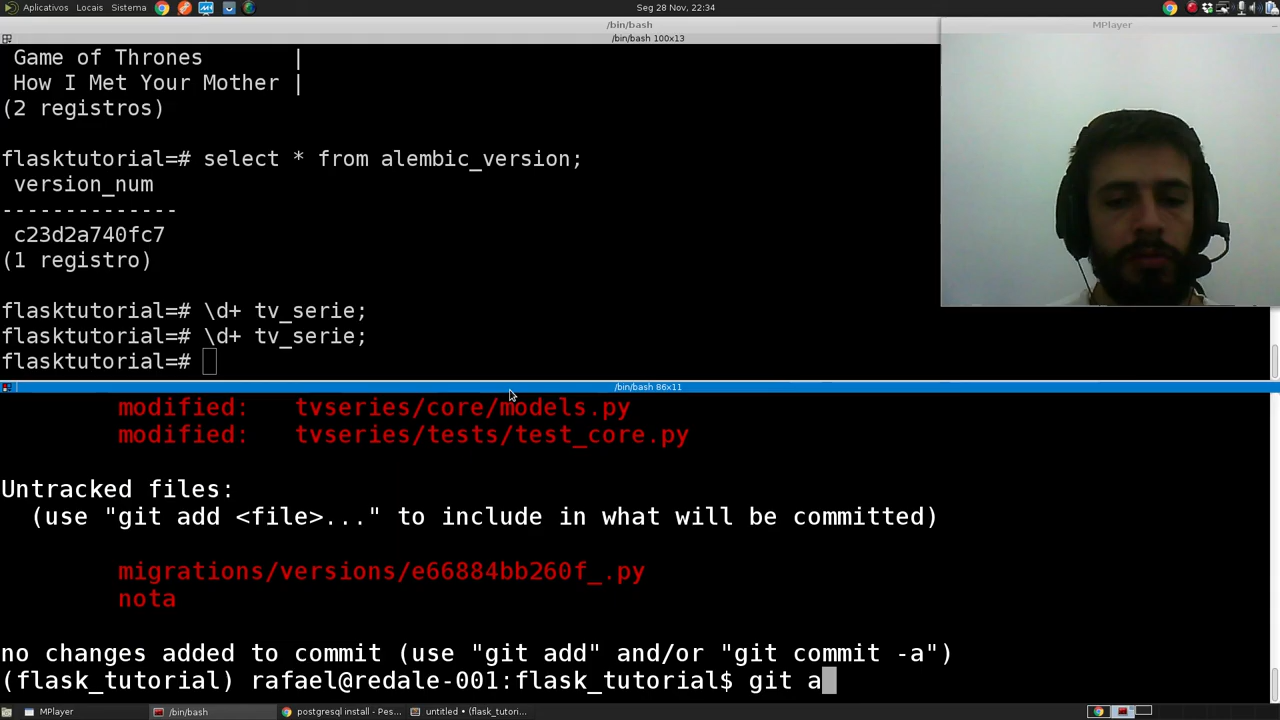 Aplicativos Locais Sistema
Seg 28 Nov, 22:34
/bin/bash
MPlayer
/bin/bash 100x13
Game of Thrones |
How I Met Your Mother |
(2 registros)
flasktutorial=# select * from alembic_version;
version_num
--------------
c23d2a740fc7
(1 registro)
flasktutorial=# \d+ tv_serie;
flasktutorial=# \d+ tv_serie;
flasktutorial=#
/bin/bash 86x11
modified: tvseries/core/models.py
modified: tvseries/tests/test_core.py
Untracked files:
(use "git add <file>..." to include in what will be committed)
migrations/versions/e66884bb260f_.py
nota
no changes added to commit (use "git add" and/or "git commit -a")
(flask_tutorial) rafael@redale-001:flask_tutorial$ git a
MPlayer
/bin/bash
postgresql install - Pes...
untitled • (flask_tutori...